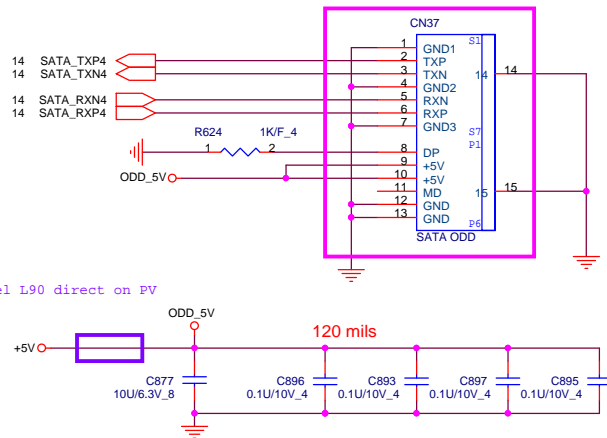 CN37
14 SATA_TXP4
14 SATA_TXN4
14 SATA_RXN4
14 SATA_RXP4
1 GND1 S1
2 TXP
3 TXN 14 14
4 GND2
5 RXN
6 RXP
7 GND3 S7
R624 1K/F_4
1 2
8 DP P1
9 +5V
ODD_5V
10 +5V
11 MD 15 15
12 GND
13 GND P6
SATA ODD
el L90 direct on PV
ODD_5V
+5V
120 mils
C877
10U/6.3V_8
C896
0.1U/10V_4
C893
0.1U/10V_4
C897
0.1U/10V_4
C895
0.1U/10V_4